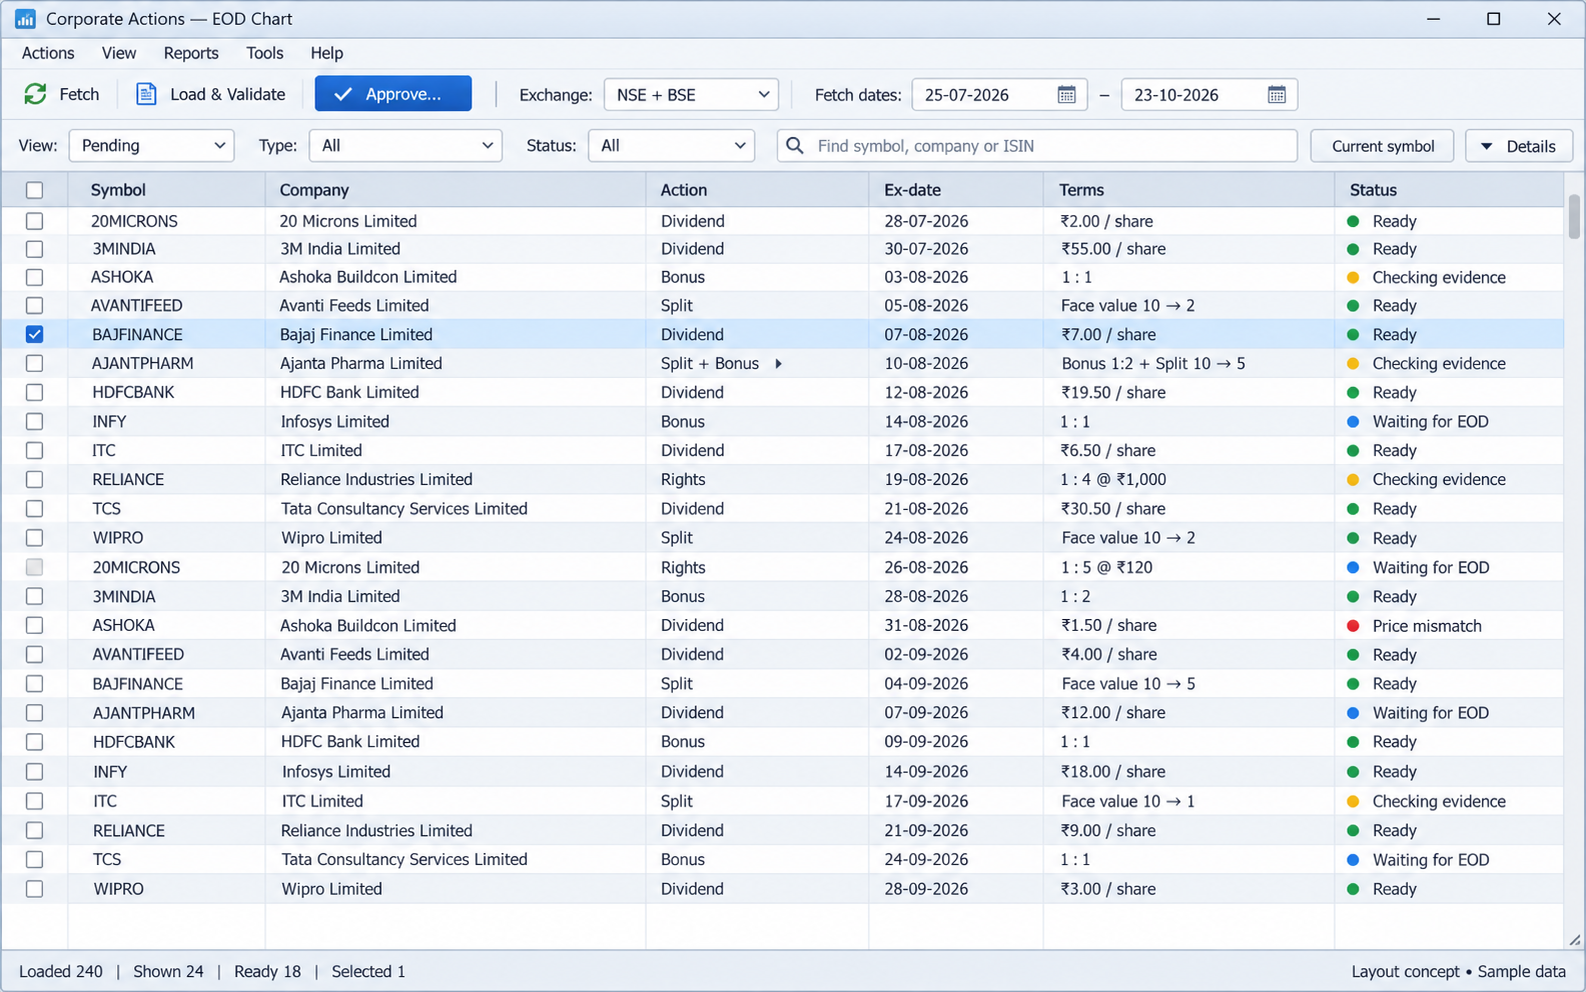 Corporate Actions — EOD Chart
Actions View Reports Tools Help
Fetch Load & Validate Approve... Exchange: NSE + BSE Fetch dates: 25-07-2026 – 23-10-2026
View: Pending Type: All Status: All Find symbol, company or ISIN Current symbol Details
Symbol Company Action Ex-date Terms Status
20MICRONS 20 Microns Limited Dividend 28-07-2026 ₹2.00 / share Ready
3MINDIA 3M India Limited Dividend 30-07-2026 ₹55.00 / share Ready
ASHOKA Ashoka Buildcon Limited Bonus 03-08-2026 1 : 1 Checking evidence
AVANTIFEED Avanti Feeds Limited Split 05-08-2026 Face value 10 → 2 Ready
BAJFINANCE Bajaj Finance Limited Dividend 07-08-2026 ₹7.00 / share Ready
AJANTPHARM Ajanta Pharma Limited Split + Bonus 10-08-2026 Bonus 1:2 + Split 10 → 5 Checking evidence
HDFCBANK HDFC Bank Limited Dividend 12-08-2026 ₹19.50 / share Ready
INFY Infosys Limited Bonus 14-08-2026 1 : 1 Waiting for EOD
ITC ITC Limited Dividend 17-08-2026 ₹6.50 / share Ready
RELIANCE Reliance Industries Limited Rights 19-08-2026 1 : 4 @ ₹1,000 Checking evidence
TCS Tata Consultancy Services Limited Dividend 21-08-2026 ₹30.50 / share Ready
WIPRO Wipro Limited Split 24-08-2026 Face value 10 → 2 Ready
20MICRONS 20 Microns Limited Rights 26-08-2026 1 : 5 @ ₹120 Waiting for EOD
3MINDIA 3M India Limited Bonus 28-08-2026 1 : 2 Ready
ASHOKA Ashoka Buildcon Limited Dividend 31-08-2026 ₹1.50 / share Price mismatch
AVANTIFEED Avanti Feeds Limited Dividend 02-09-2026 ₹4.00 / share Ready
BAJFINANCE Bajaj Finance Limited Split 04-09-2026 Face value 10 → 5 Ready
AJANTPHARM Ajanta Pharma Limited Dividend 07-09-2026 ₹12.00 / share Waiting for EOD
HDFCBANK HDFC Bank Limited Bonus 09-09-2026 1 : 1 Ready
INFY Infosys Limited Dividend 14-09-2026 ₹18.00 / share Ready
ITC ITC Limited Split 17-09-2026 Face value 10 → 1 Checking evidence
RELIANCE Reliance Industries Limited Dividend 21-09-2026 ₹9.00 / share Ready
TCS Tata Consultancy Services Limited Bonus 24-09-2026 1 : 1 Waiting for EOD
WIPRO Wipro Limited Dividend 28-09-2026 ₹3.00 / share Ready
Loaded 240 | Shown 24 | Ready 18 | Selected 1 Layout concept • Sample data